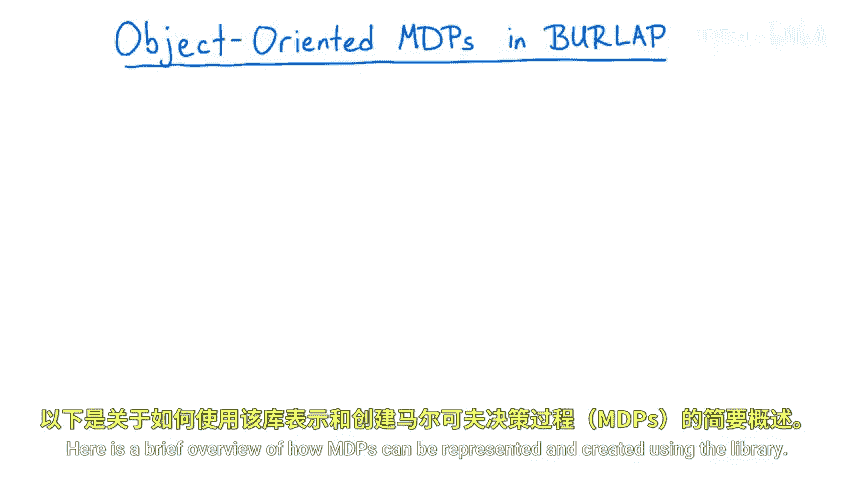 Object-Oriented MDPs in BURLAP
以下是关于如何使用该库表示和创建马尔可夫决策过程（MDPs）的简要概述。
Here is a brief overview of how MDPs can be represented and created using the library.